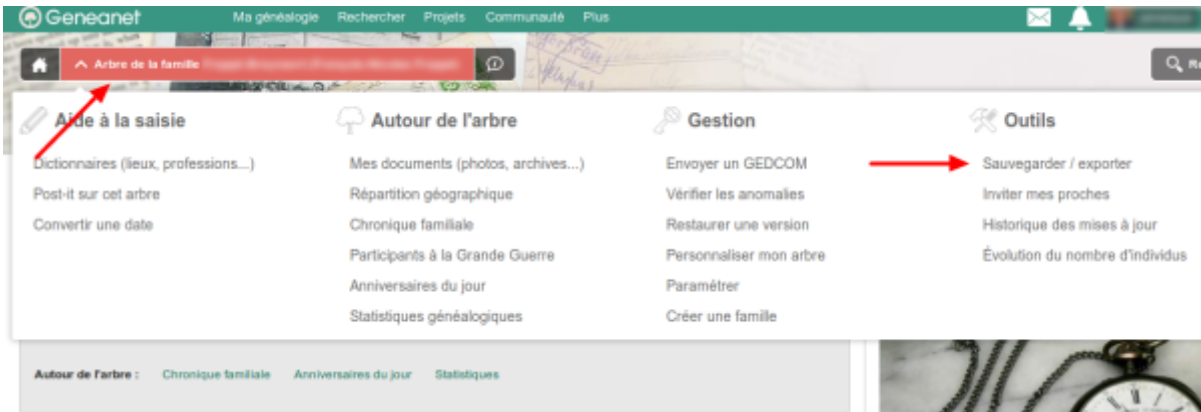 Geneanet Ma généalogie Rechercher Projets Communauté Plus
Arbre de la famille
Aide à la saisie
Dictionnaires (lieux, professions...)
Post-it sur cet arbre
Convertir une date
Autour de l'arbre
Mes documents (photos, archives...)
Répartition géographique
Chronique familiale
Participants à la Grande Guerre
Anniversaires du jour
Statistiques généalogiques
Gestion
Envoyer un GEDCOM
Vérifier les anomalies
Restaurer une version
Personnaliser mon arbre
Paramétrer
Créer une famille
Outils
Sauvegarder / exporter
Inviter mes proches
Historique des mises à jour
Évolution du nombre d'individus
Autour de l'arbre : Chronique familiale Anniversaires du jour Statistiques